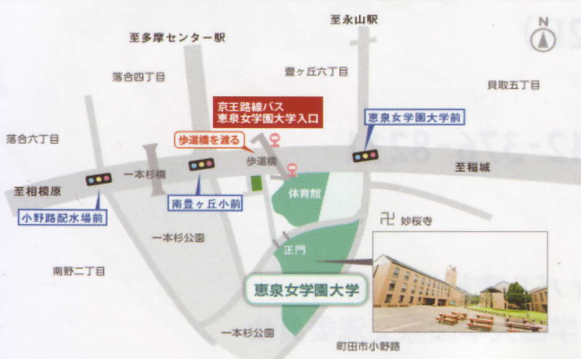 至永山駅
N
至多摩センター駅
落合四丁目
豊ヶ丘六丁目
貝取五丁目
京王路線バス
恵泉女学園大学入口
恵泉女学園大学前
落合六丁目
歩道橋を渡る
歩道橋
一本杉橋
至稲城
至相模原
体育館
南豊ヶ丘小前
小野路配水場前
卍 妙桜寺
一本杉公園
正門
南野二丁目
恵泉女学園大学
一本杉公園
町田市小野路